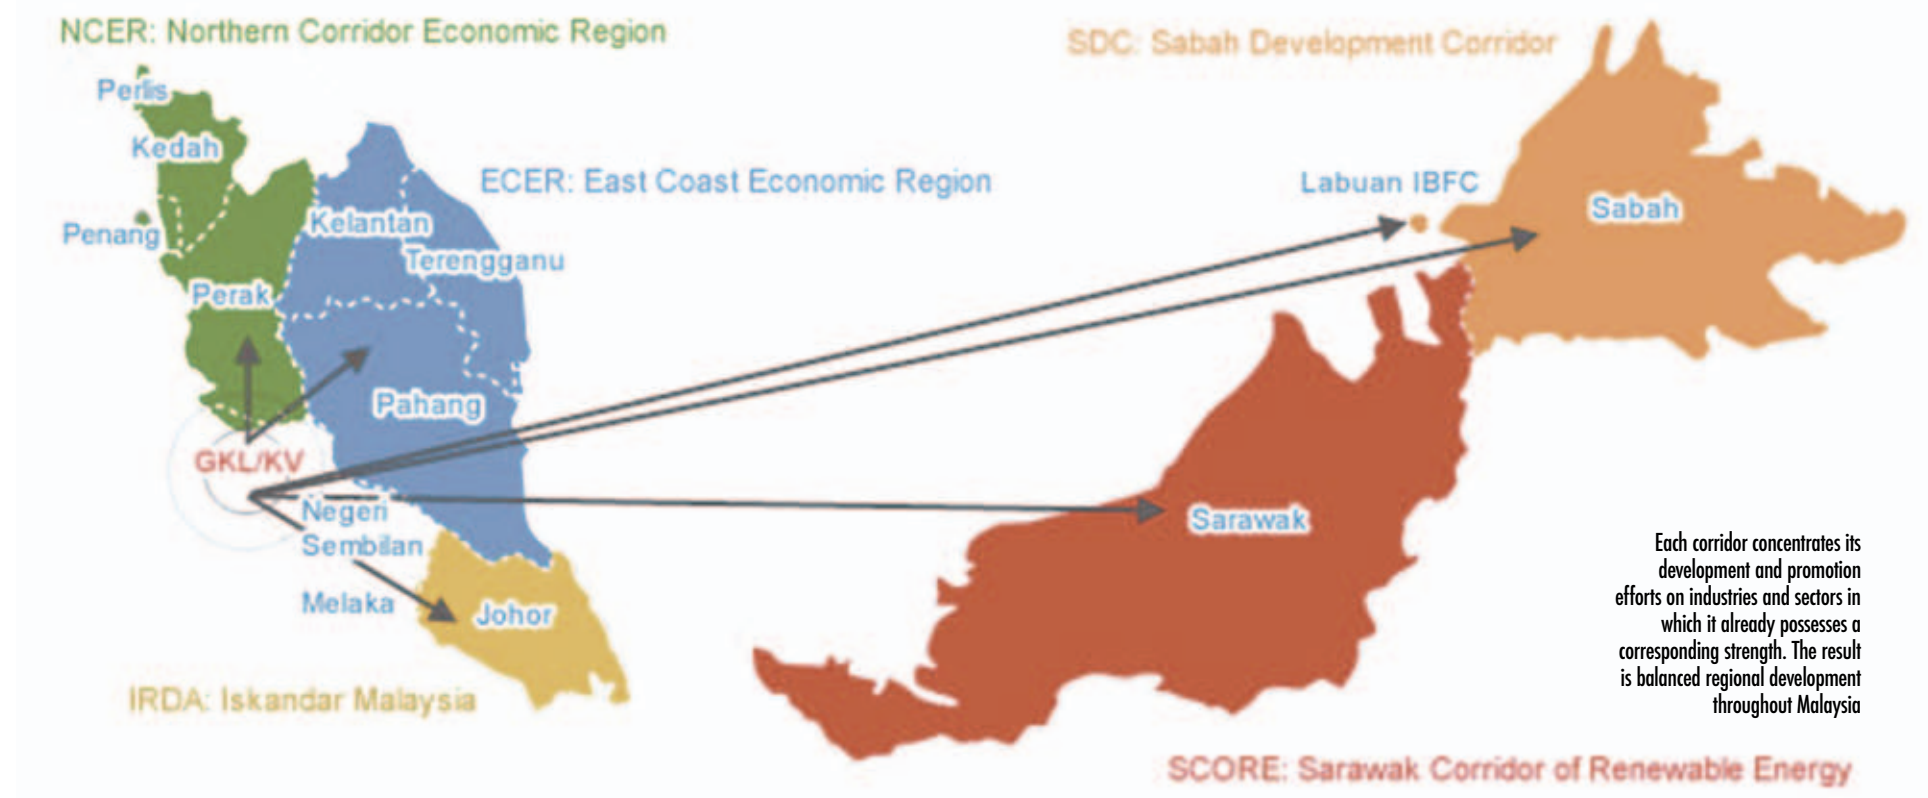 NCER: Northern Corridor Economic Region
SDC: Sabah Development Corridor
Perlis
Kedah
ECER: East Coast Economic Region
Labuan IBFC
Sabah
Penang
Kelantan
Terengganu
Perak
Pahang
GKL/KV
Negeri
Sembilan
Melaka
Johor
Sarawak
IRDA: Iskandar Malaysia
Each corridor concentrates its
development and promotion
efforts on industries and sectors in
which it already possesses a
corresponding strength. The result
is balanced regional development
throughout Malaysia
SCORE: Sarawak Corridor of Renewable Energy